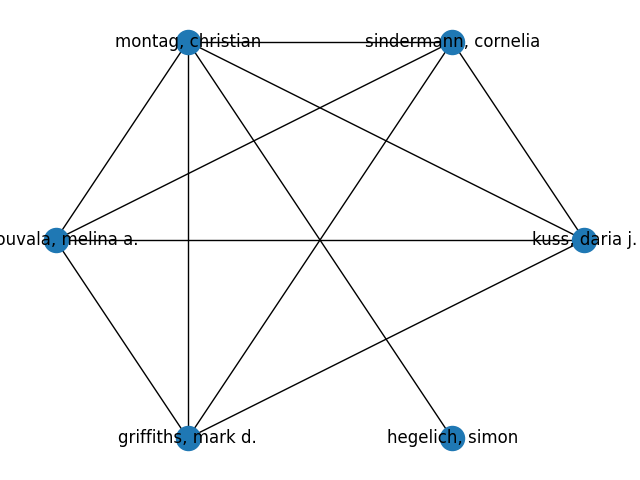 montag, christian
sindermann, cornelia
ouvala, melina a.
kuss, daria j.
griffiths, mark d.
hegelich, simon